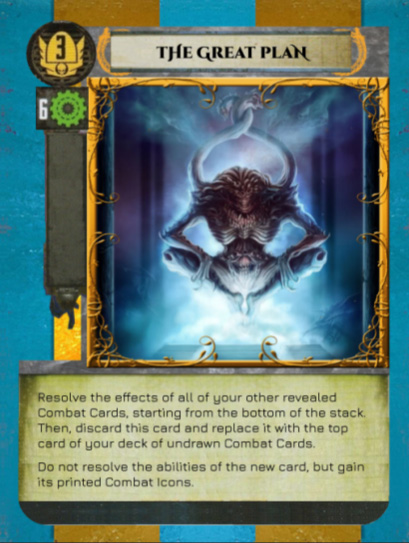 3
THE GREAT PLAN
6
Resolve the effects of all of your other revealed
Combat Cards, starting from the bottom of the stack.
Then, discard this card and replace it with the top
card of your deck of undrawn Combat Cards.
Do not resolve the abilities of the new card, but gain
its printed Combat Icons.